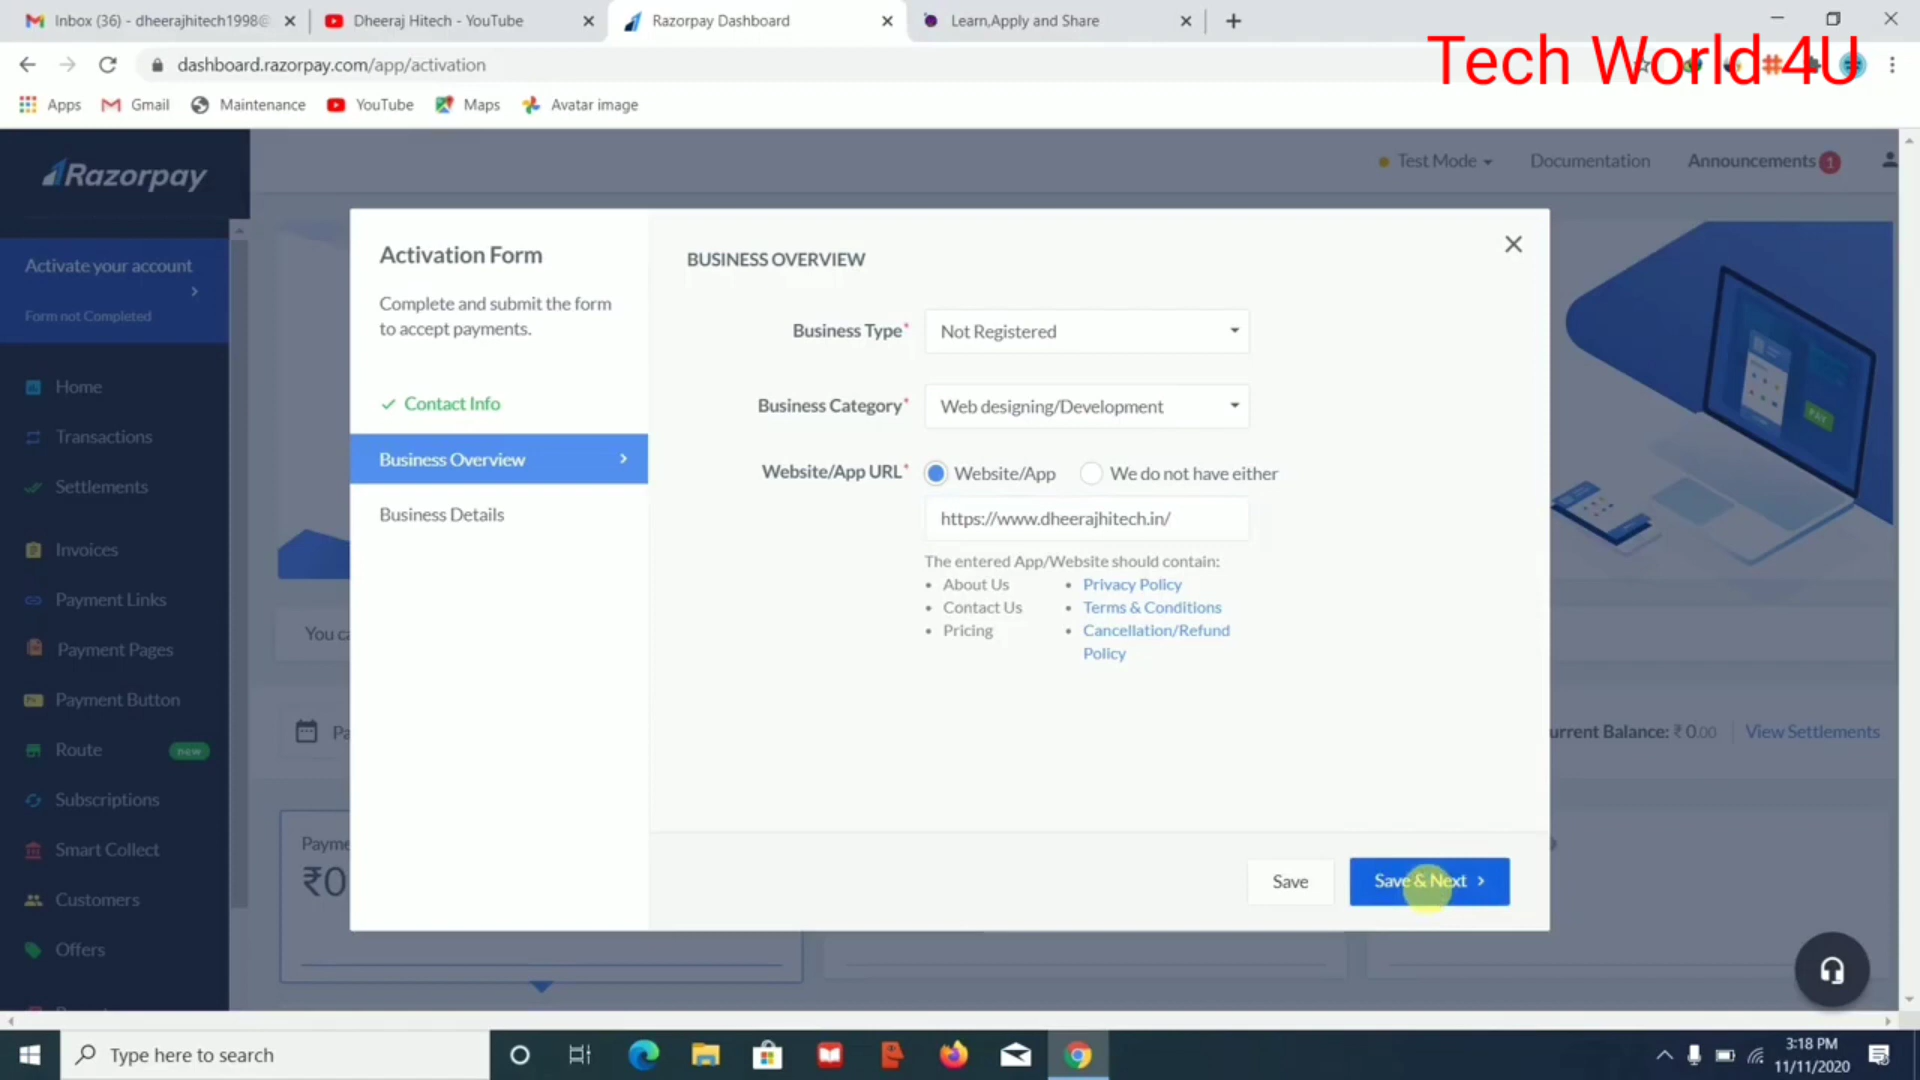 Inbox (36) - dheerajhitech1998@
Dheeraj Hitech - YouTube
Razorpay Dashboard
Learn,Apply and Share
dashboard.razorpay.com/app/activation
Tech World 4U
Apps
Gmail
Maintenance
YouTube
Maps
Avatar image
Razorpay
Test Mode
Documentation
Announcements 1
Activate your account
Form not Completed
Home
Transactions
Settlements
Invoices
Payment Links
Payment Pages
Payment Button
Route new
Subscriptions
Smart Collect
Customers
Offers
Activation Form
Complete and submit the form
to accept payments.
Contact Info
Business Overview
Business Details
BUSINESS OVERVIEW
Business Type* Not Registered
Business Category* Web designing/Development
Website/App URL* Website/App We do not have either
https://www.dheerajhitech.in/
The entered App/Website should contain:
• About Us • Privacy Policy
• Contact Us • Terms & Conditions
• Pricing • Cancellation/Refund
Policy
Save
Save & Next
You ca
Pa
urrent Balance: ₹ 0.00
View Settlements
Payme
₹0
Type here to search
3:18 PM
11/11/2020